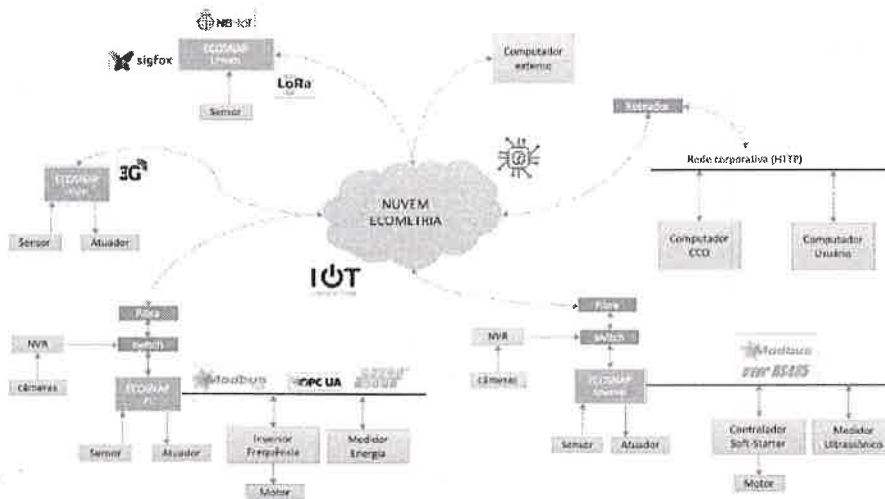 NB-IoT
sigfox
ECOSNAP
LoRa
Sensor
Computador
externo
Roteador
Rede corporativa (HTTP)
3G
ECOSNAP
Sensor
Atuador
NUVEM
ECOMETRIA
Computador
CCO
Computador
Usuário
IOT
Fibra
switch
NVR
câmeras
ECOSNAP
Modbus
OPC UA
Sensor
Atuador
Inversor
Frequência
Medidor
Energia
Motor
Fibra
switch
NVR
câmeras
ECOSNAP
Modbus
over RS485
Sensor
Atuador
Controlador
Soft-Starter
Medidor
Ultrassônico
Motor